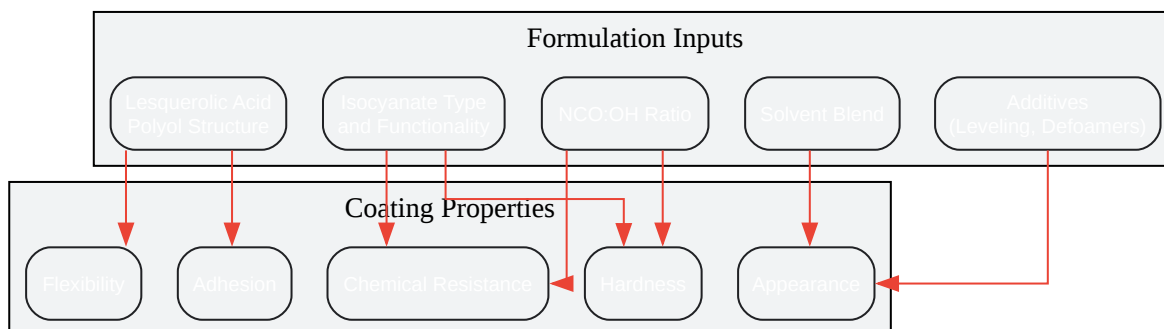 Formulation Inputs
Lesquerolic Acid
Polyol Structure
Isocyanate Type
and Functionality
NCO:OH Ratio
Solvent Blend
Additives
(Leveling, Defoamers)
Coating Properties
Flexibility
Adhesion
Chemical Resistance
Hardness
Appearance